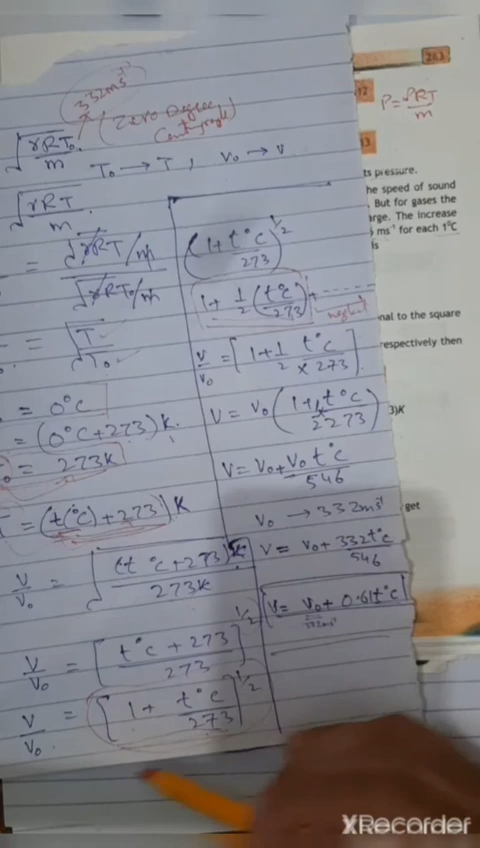 332ms⁻¹
(Zero Degree
Centigrade)
√γRT₀/m T₀ → T , V₀ → V
√γRT/m
= √γRT/m / √γRT₀/m
= √T/T₀
= 0°C
= (0°C+273)K.
= 273K
T = (t(°C)+273)K
V/V₀ = √(t °C+273)K/273K
V/V₀ = [t°C + 273/273]^1/2
V/V₀ = [1 + t°C/273]^1/2
(1+t°C/273)^1/2
1 + 1/2 (t°C/273)+ - - - -
neglect
V/V₀ = [1+1/2 × t°C/273]
V = V₀(1+1×t°C/2×273)
V = V₀+V₀t°C/546
V₀ → 332ms⁻¹
V = V₀ + 332t°C/546
V = V₀ + 0.61t°C
332ms⁻¹
263
12
P=ρRT/m
13
ts pressure.
he speed of sound
. But for gases the
arge. The increase
ms⁻¹ for each 1°C
is
nal to the square
respectively then
3)K
get
XRecorder